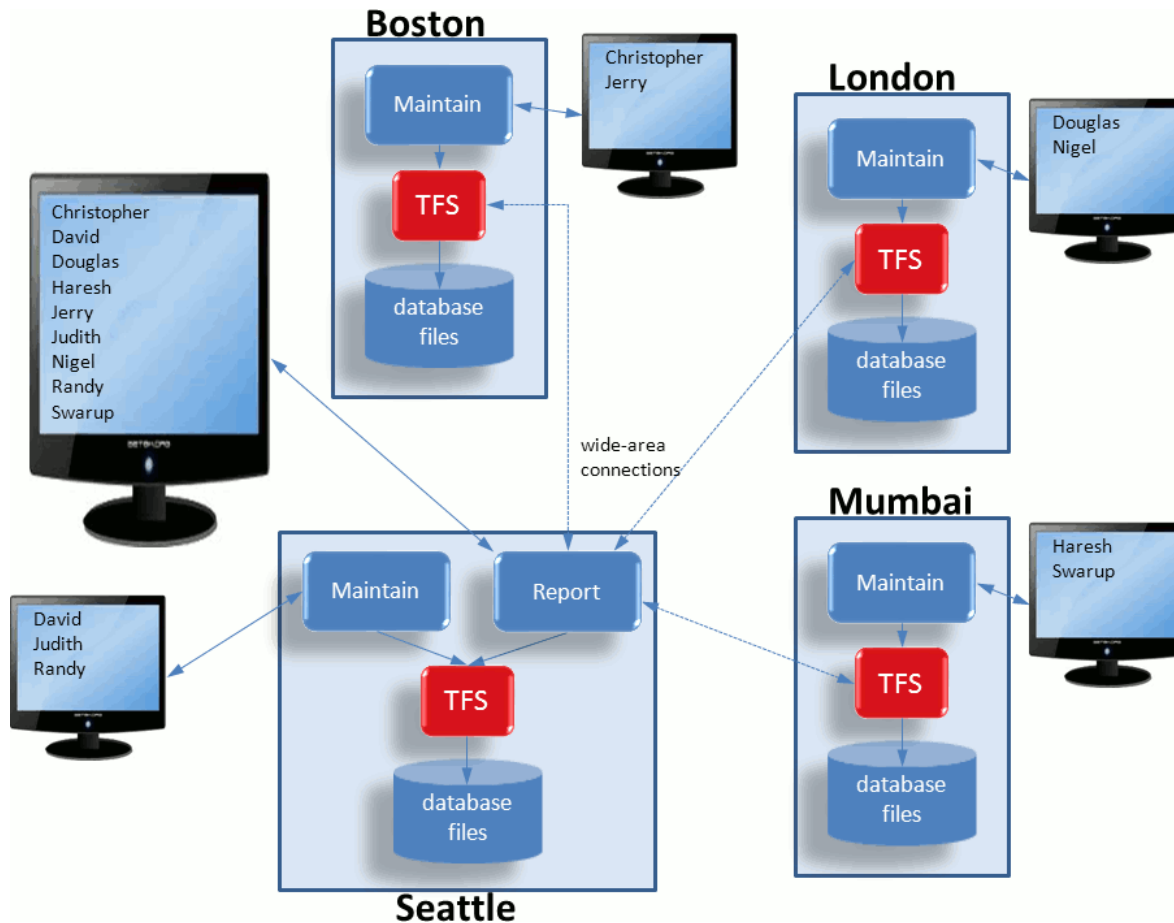 Boston
Christopher
Jerry
Maintain
TFS
database
files
London
Douglas
Nigel
Maintain
TFS
database
files
Christopher
David
Douglas
Haresh
Jerry
Judith
Nigel
Randy
Swarup
wide-area
connections
Mumbai
Haresh
Swarup
Maintain
TFS
database
files
Maintain
Report
David
Judith
Randy
TFS
database
files
Seattle